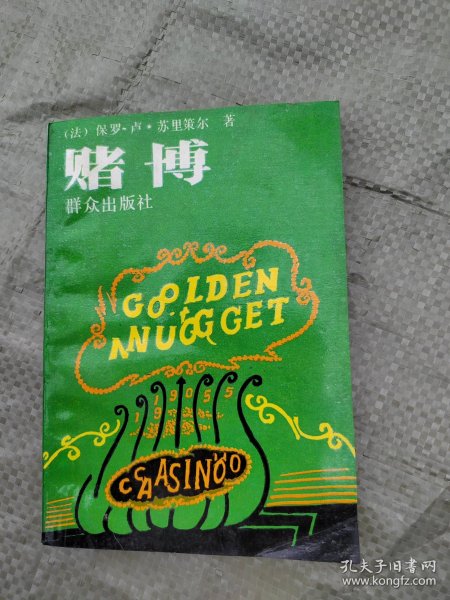 (法) 保罗·卢·苏里策尔 著
赌博
群众出版社
GOLDEN
NUGGET
1905
CASINO
孔夫子旧书网
www.kongfz.com